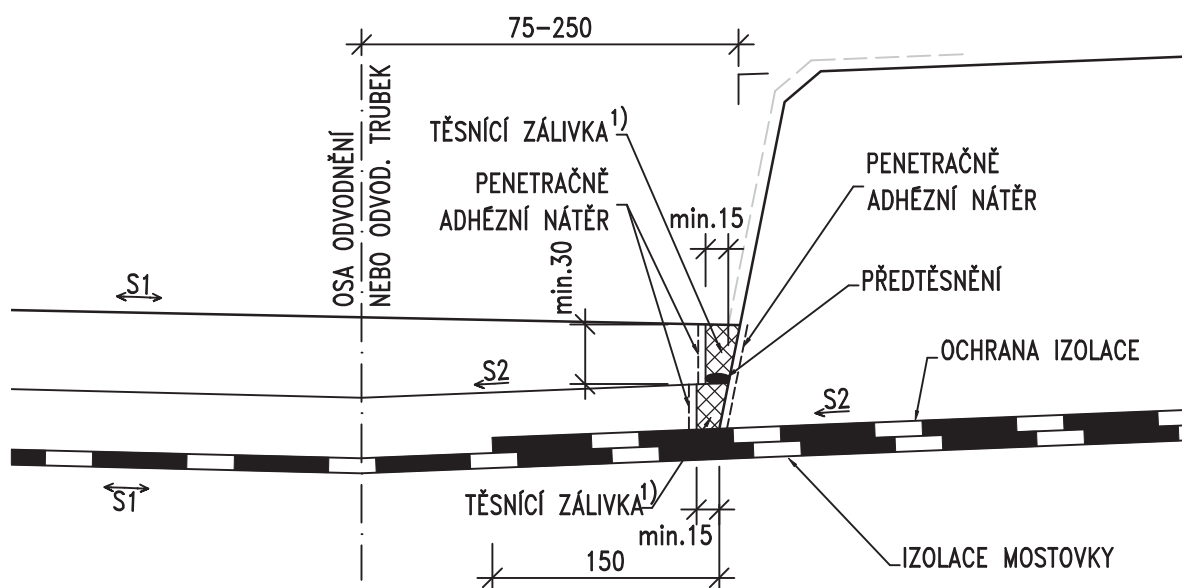 75-250
OSA ODVODNĚNÍ
NEBO ODVOD. TRUBEK
TĚSNÍCÍ ZÁLIVKA1)
PENETRAČNĚ
ADHÉZNÍ NÁTĚR
min.15
PENETRAČNĚ
ADHÉZNÍ NÁTĚR
min.30
PŘEDTĚSNĚNÍ
S1
S2
OCHRANA IZOLACE
S2
S1
TĚSNÍCÍ ZÁLIVKA1)
min.15
150
IZOLACE MOSTOVKY